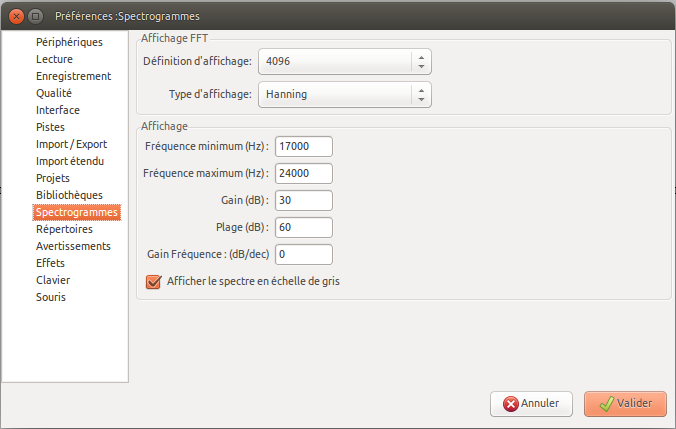 Préférences :Spectrogrammes
Périphériques
Lecture
Enregistrement
Qualité
Interface
Pistes
Import / Export
Import étendu
Projets
Bibliothèques
Spectrogrammes
Répertoires
Avertissements
Effets
Clavier
Souris
Affichage FFT
Définition d'affichage: 4096
Type d'affichage: Hanning
Affichage
Fréquence minimum (Hz) : 17000
Fréquence maximum (Hz) : 24000
Gain (dB) : 30
Plage (dB) : 60
Gain Fréquence : (dB/dec) 0
Afficher le spectre en échelle de gris
Annuler Valider